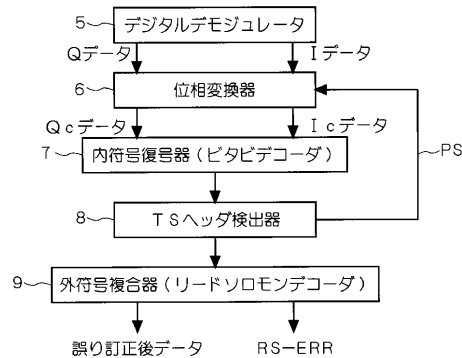 5 デジタルデモジュレータ
Qデータ Iデータ
6 位相変換器
Qcデータ Icデータ
7 内符号復号器(ビタビデコーダ)
PS
8 TSヘッダ検出器
9 外符号複合器(リードソロモンデコーダ)
誤り訂正後データ RS-ERR